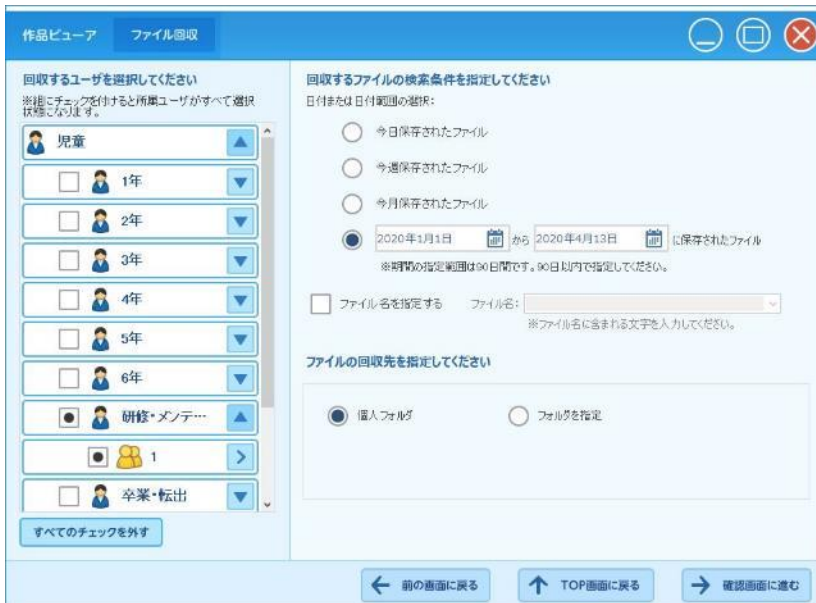 作品ビューア
ファイル回収
回収するユーザを選択してください
※組にチェックを付けると所属ユーザがすべて選択
状態になります。
児童
1年
2年
3年
4年
5年
6年
研修・メンテ…
1
卒業・転出
すべてのチェックを外す
回収するファイルの検索条件を指定してください
日付または日付範囲の選択:
今日保存されたファイル
今週保存されたファイル
今月保存されたファイル
2020年1月1日 から 2020年4月13日 に保存されたファイル
※期間の指定範囲は90日間です。90日以内で指定してください。
ファイル名を指定する ファイル名:
※ファイル名に含まれる文字を入力してください。
ファイルの回収先を指定してください
個人フォルダ フォルダを指定
前の画面に戻る TOP画面に戻る 確認画面に進む